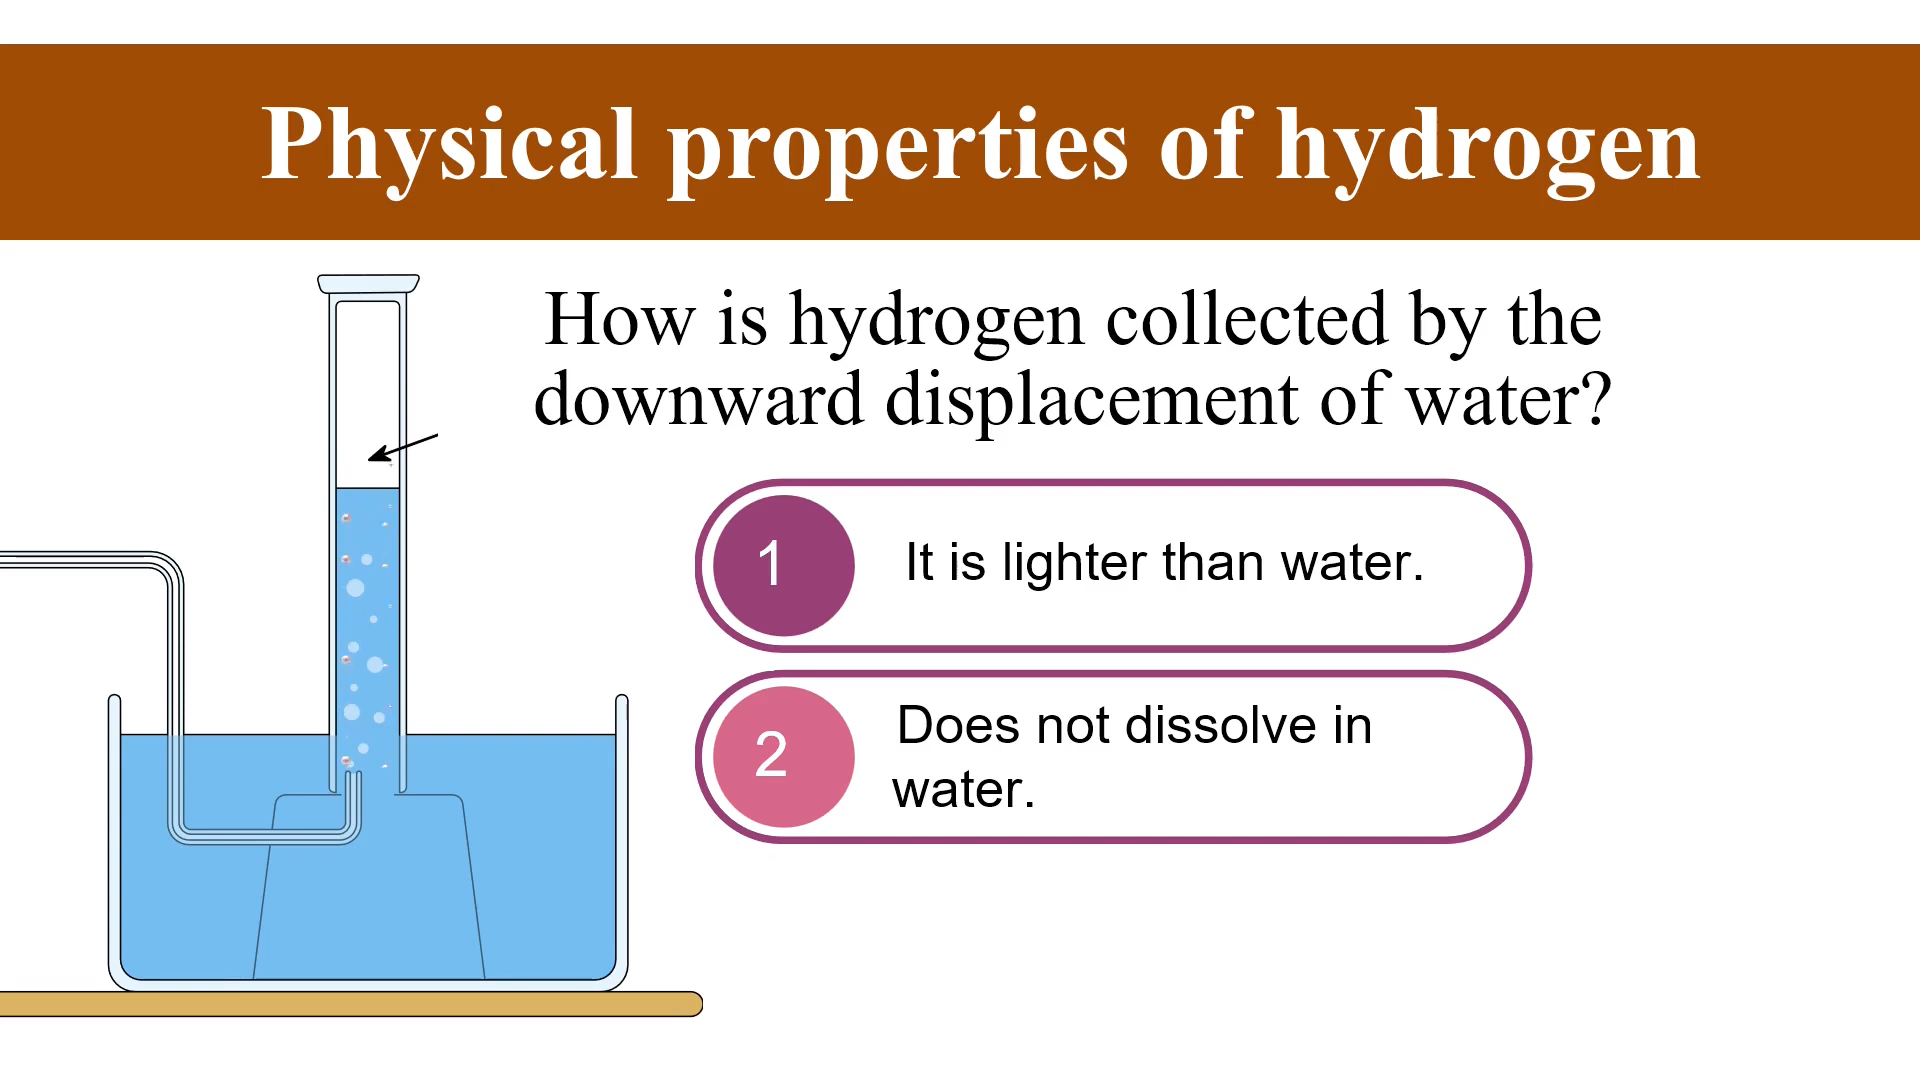 Physical properties of hydrogen
How is hydrogen collected by the
downward displacement of water?
1
It is lighter than water.
2
Does not dissolve in
water.